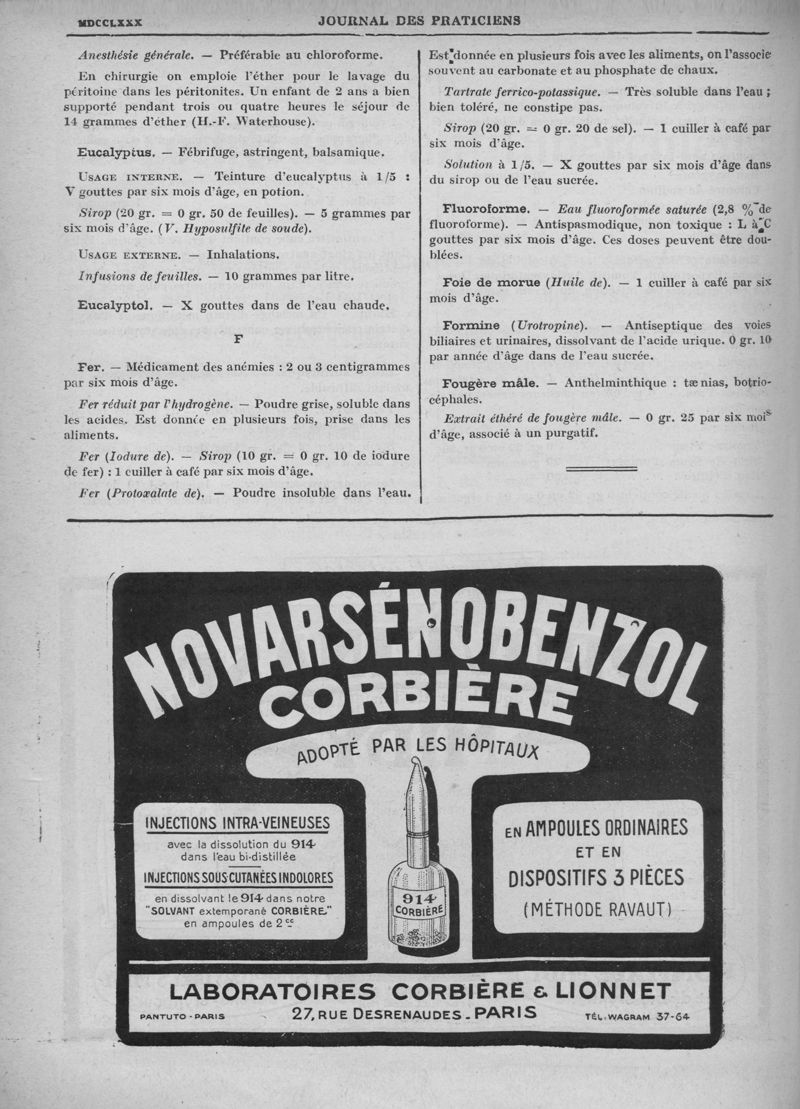 MDCCLXXX
JOURNAL DES PRATICIENS
Anesthésie générale. — Préférable au chloroforme.
En chirurgie on emploie l'éther pour le lavage du
péritoine dans les péritonites. Un enfant de 2 ans a bien
supporté pendant trois ou quatre heures le séjour de
14 grammes d'éther (H.-F. Waterhouse).
Eucalyptus. — Fébrifuge, astringent, balsamique.
USAGE INTERNE. — Teinture d'eucalyptus à 1/5 :
V gouttes par six mois d'âge, en potion.
Sirop (20 gr. = 0 gr. 50 de feuilles). — 5 grammes par
six mois d'âge. (V. Hyposulfite de soude).
USAGE EXTERNE. — Inhalations.
Infusions de feuilles. — 10 grammes par litre.
Eucalyptol. — X gouttes dans de l'eau chaude.
F
Fer. — Médicament des anémies : 2 ou 3 centigrammes
par six mois d'âge.
Fer réduit par l'hydrogène. — Poudre grise, soluble dans
les acides. Est donnée en plusieurs fois, prise dans les
aliments.
Fer (Iodure de). — Sirop (10 gr. = 0 gr. 10 de iodure
de fer) : 1 cuiller à café par six mois d'âge.
Fer (Protoxalate de). — Poudre insoluble dans l'eau.
Est donnée en plusieurs fois avec les aliments, on l'associe
souvent au carbonate et au phosphate de chaux.
Tartrate ferrico-potassique. — Très soluble dans l'eau ;
bien toléré, ne constipe pas.
Sirop (20 gr. = 0 gr. 20 de sel). — 1 cuiller à café par
six mois d'âge.
Solution à 1/5. — X gouttes par six mois d'âge dans
du sirop ou de l'eau sucrée.
Fluoroforme. — Eau fluoroformée saturée (2,8 % de
fluoroforme). — Antispasmodique, non toxique : L à C
gouttes par six mois d'âge. Ces doses peuvent être dou-
blées.
Foie de morue (Huile de). — 1 cuiller à café par six
mois d'âge.
Formine (Urotropine). — Antiseptique des voies
biliaires et urinaires, dissolvant de l'acide urique. 0 gr. 10
par année d'âge dans de l'eau sucrée.
Fougère mâle. — Anthelminthique : tænias, botrio-
céphales.
Extrait éthéré de fougère mâle. — 0 gr. 25 par six mois
d'âge, associé à un purgatif.
NOVARSÉNOBENZOL
CORBIÈRE
ADOPTÉ PAR LES HÔPITAUX
INJECTIONS INTRA-VEINEUSES
avec la dissolution du 914
dans l'eau bi-distillée
INJECTIONS SOUS-CUTANÉES INDOLORES
en dissolvant le 914 dans notre
"SOLVANT extemporané CORBIÈRE."
en ampoules de 2cc
914
CORBIÈRE
EN AMPOULES ORDINAIRES
ET EN
DISPOSITIFS 3 PIÈCES
(MÉTHODE RAVAUT)
LABORATOIRES CORBIÈRE & LIONNET
PANTUTO - PARIS
27, RUE DESRENAUDES - PARIS
TÉL. WAGRAM 37-64